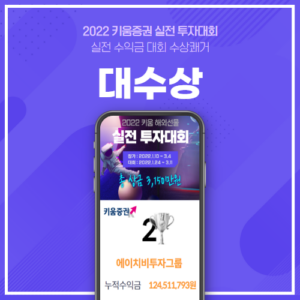 2022 키움증권 실전 투자대회
실전 수익금 대회 수상쾌거
대수상
2022 키움 해외선물
실전 투자대회
총 상금 3,150만원
키움증권
2
에이치비투자그룹
누적수익금 124,511,793원